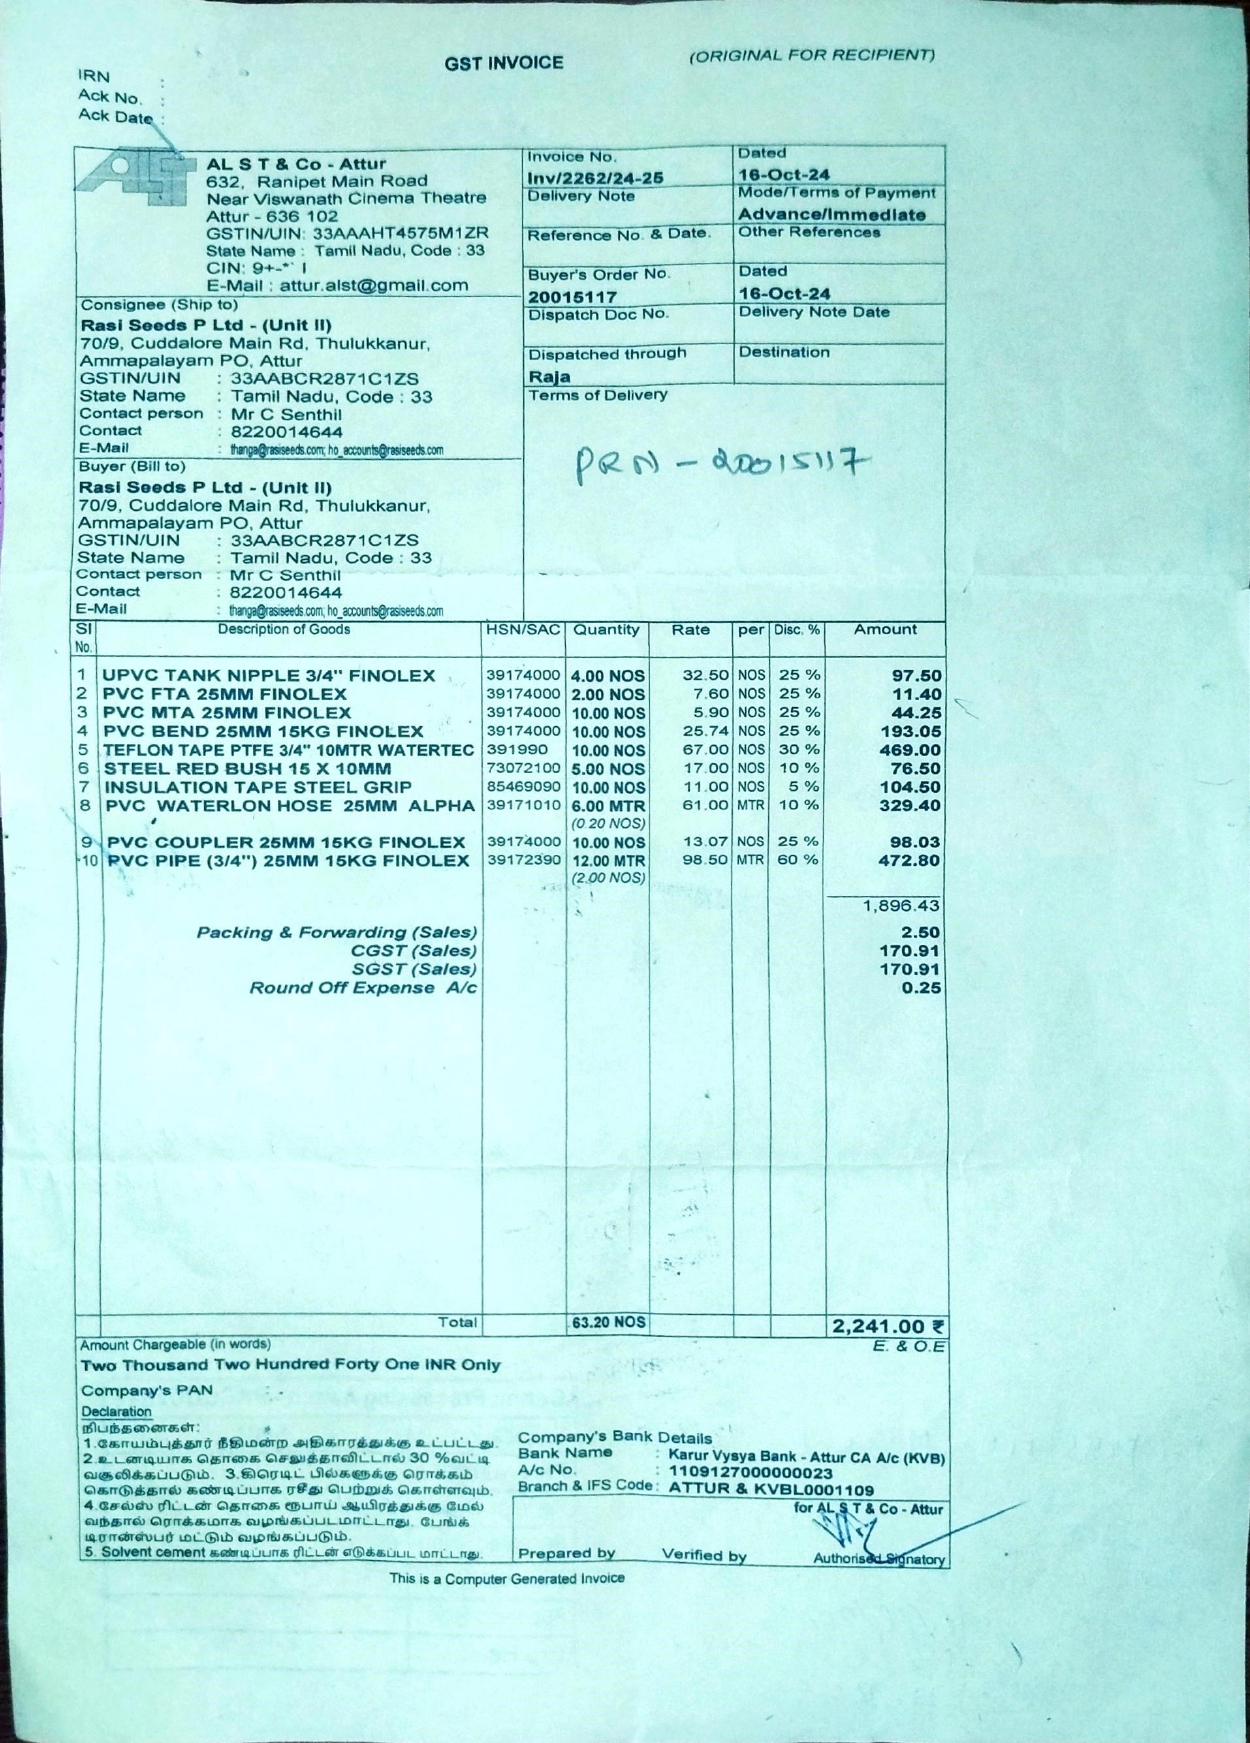 GST INVOICE
(ORIGINAL FOR RECIPIENT)
IRN :
Ack No. :
Ack Date :
ALST
AL S T & Co - Attur
632, Ranipet Main Road
Near Viswanath Cinema Theatre
Attur - 636 102
GSTIN/UIN: 33AAAHT4575M1ZR
State Name : Tamil Nadu, Code : 33
CIN: 9+-*` I
E-Mail : attur.alst@gmail.com
Invoice No.
Inv/2262/24-25
Dated
16-Oct-24
Delivery Note
Mode/Terms of Payment
Advance/Immediate
Reference No. & Date.
Other References
Buyer's Order No.
20015117
Dated
16-Oct-24
Dispatch Doc No.
Delivery Note Date
Dispatched through
Raja
Destination
Terms of Delivery
PRN - 20015117
Consignee (Ship to)
Rasi Seeds P Ltd - (Unit II)
70/9, Cuddalore Main Rd, Thulukkanur,
Ammapalayam PO, Attur
GSTIN/UIN : 33AABCR2871C1ZS
State Name : Tamil Nadu, Code : 33
Contact person : Mr C Senthil
Contact : 8220014644
E-Mail : thanga@rasiseeds.com; ho_accounts@rasiseeds.com
Buyer (Bill to)
Rasi Seeds P Ltd - (Unit II)
70/9, Cuddalore Main Rd, Thulukkanur,
Ammapalayam PO, Attur
GSTIN/UIN : 33AABCR2871C1ZS
State Name : Tamil Nadu, Code : 33
Contact person : Mr C Senthil
Contact : 8220014644
E-Mail : thanga@rasiseeds.com; ho_accounts@rasiseeds.com
Sl No. Description of Goods HSN/SAC Quantity Rate per Disc. % Amount
1 UPVC TANK NIPPLE 3/4" FINOLEX 39174000 4.00 NOS 32.50 NOS 25 % 97.50
2 PVC FTA 25MM FINOLEX 39174000 2.00 NOS 7.60 NOS 25 % 11.40
3 PVC MTA 25MM FINOLEX 39174000 10.00 NOS 5.90 NOS 25 % 44.25
4 PVC BEND 25MM 15KG FINOLEX 39174000 10.00 NOS 25.74 NOS 25 % 193.05
5 TEFLON TAPE PTFE 3/4" 10MTR WATERTEC 391990 10.00 NOS 67.00 NOS 30 % 469.00
6 STEEL RED BUSH 15 X 10MM 73072100 5.00 NOS 17.00 NOS 10 % 76.50
7 INSULATION TAPE STEEL GRIP 85469090 10.00 NOS 11.00 NOS 5 % 104.50
8 PVC WATERLON HOSE 25MM ALPHA 39171010 6.00 MTR 61.00 MTR 10 % 329.40
(0.20 NOS)
9 PVC COUPLER 25MM 15KG FINOLEX 39174000 10.00 NOS 13.07 NOS 25 % 98.03
10 PVC PIPE (3/4") 25MM 15KG FINOLEX 39172390 12.00 MTR 98.50 MTR 60 % 472.80
(2.00 NOS)
1,896.43
Packing & Forwarding (Sales) 2.50
CGST (Sales) 170.91
SGST (Sales) 170.91
Round Off Expense A/c 0.25
Total 63.20 NOS 2,241.00 ₹
Amount Chargeable (in words) E. & O.E
Two Thousand Two Hundred Forty One INR Only
Company's PAN :
Declaration
நிபந்தனைகள்:
1.கோயம்புத்தூர் நீதிமன்ற அதிகாரத்துக்கு உட்பட்டது.
2.உடனடியாக தொகை செலுத்தாவிட்டால் 30 %வட்டி
வசூலிக்கப்படும். 3.கிரெடிட் பில்களுக்கு ரொக்கம்
கொடுத்தால் கண்டிப்பாக ரசீது பெற்றுக் கொள்ளவும்.
4.சேல்ஸ் ரிட்டன் தொகை ரூபாய் ஆயிரத்துக்கு மேல்
வந்தால் ரொக்கமாக வழங்கப்படமாட்டாது. பேங்க்
டிரான்ஸ்பர் மட்டும் வழங்கப்படும்.
5. Solvent cement கண்டிப்பாக ரிட்டன் எடுக்கப்பட மாட்டாது.
Company's Bank Details
Bank Name : Karur Vysya Bank - Attur CA A/c (KVB)
A/c No. : 1109127000000023
Branch & IFS Code : ATTUR & KVBL0001109
for AL S T & Co - Attur
Prepared by Verified by Authorised Signatory
This is a Computer Generated Invoice